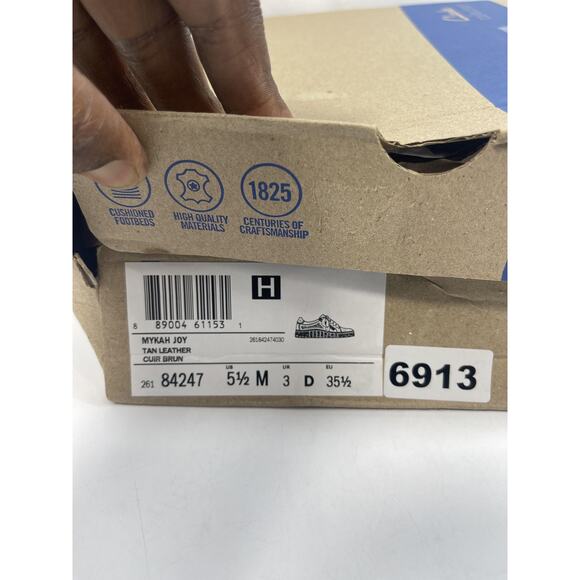 CUSHIONED
FOOTBEDS
HIGH QUALITY
MATERIALS
1825
CENTURIES OF
CRAFTSMANSHIP
H
8 89004 61153 1
MYKAH JOY 261842474030
TAN LEATHER
CUIR BRUN
US UK EU
261 84247 5½ M 3 D 35½
6913